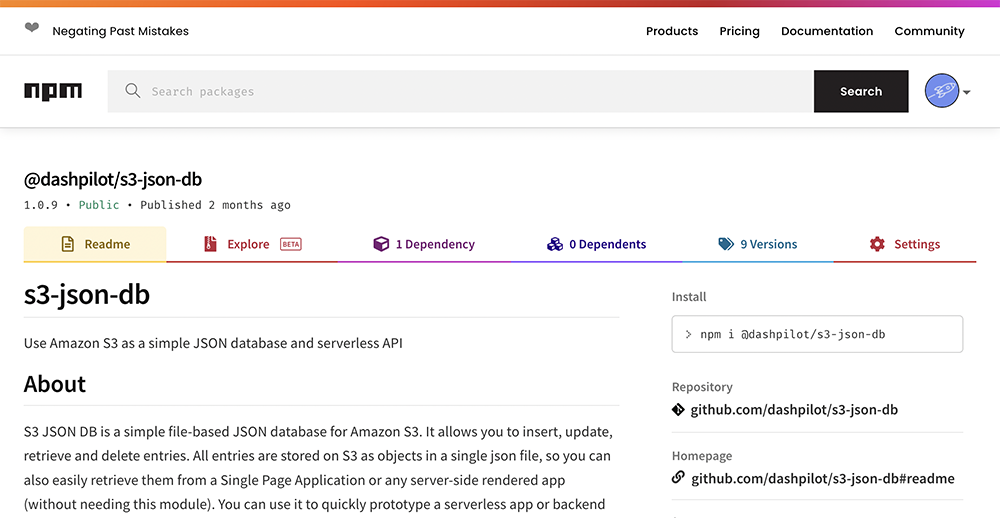 Negating Past Mistakes
Products Pricing Documentation Community
npm
Search packages
Search
@dashpilot/s3-json-db
1.0.9 • Public • Published 2 months ago
Readme
Explore BETA
1 Dependency
0 Dependents
9 Versions
Settings
s3-json-db
Use Amazon S3 as a simple JSON database and serverless API
About
S3 JSON DB is a simple file-based JSON database for Amazon S3. It allows you to insert, update,
retrieve and delete entries. All entries are stored on S3 as objects in a single json file, so you can
also easily retrieve them from a Single Page Application or any server-side rendered app
(without needing this module). You can use it to quickly prototype a serverless app or backend
Install
> npm i @dashpilot/s3-json-db
Repository
github.com/dashpilot/s3-json-db
Homepage
github.com/dashpilot/s3-json-db#readme